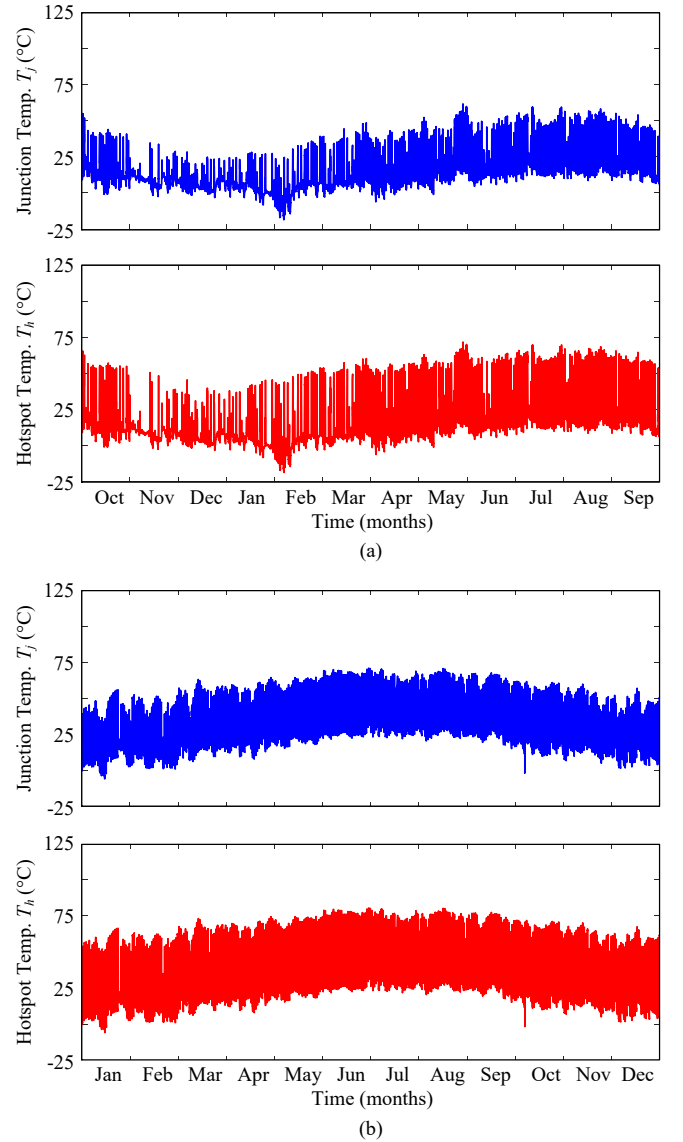 125
75
25
-25
Junction Temp. Tj (°C)
125
75
25
-25
Hotspot Temp. Th (°C)
Oct Nov Dec Jan Feb Mar Apr May Jun Jul Aug Sep
Time (months)
(a)
125
75
25
-25
Junction Temp. Tj (°C)
125
75
25
-25
Hotspot Temp. Th (°C)
Jan Feb Mar Apr May Jun Jul Aug Sep Oct Nov Dec
Time (months)
(b)